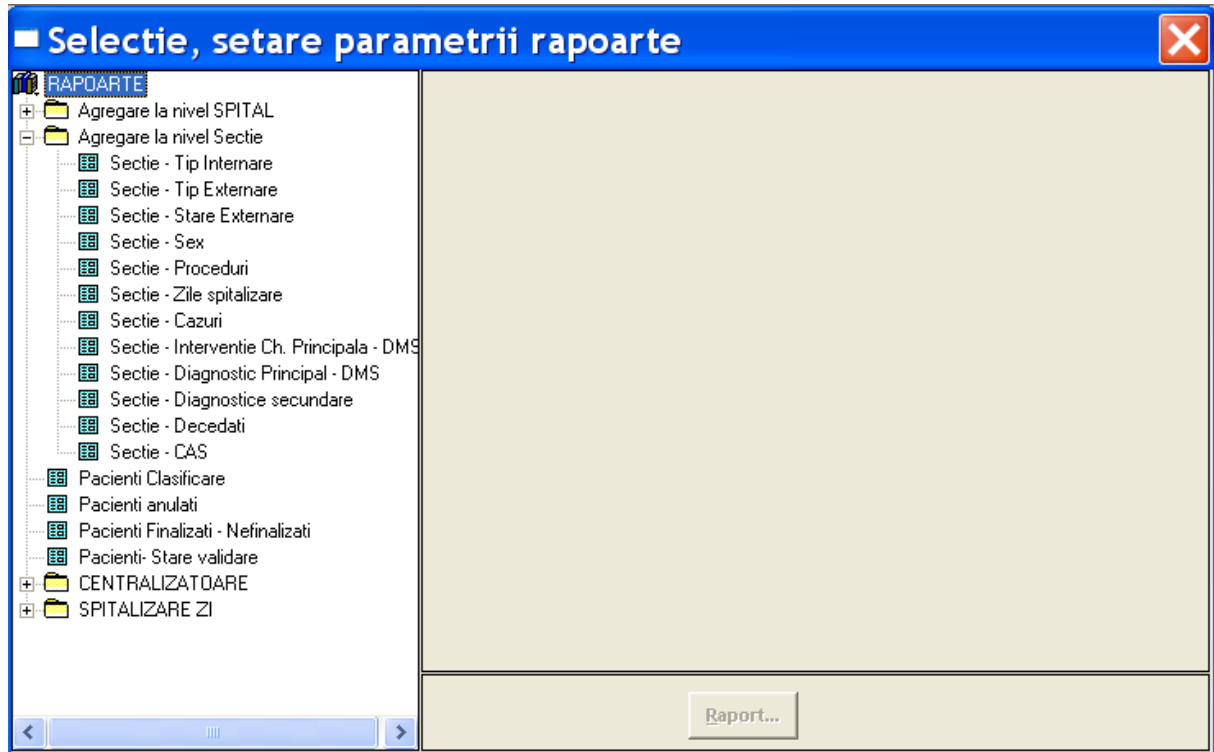 Selectie, setare parametrii rapoarte
RAPOARTE
Agregare la nivel SPITAL
Agregare la nivel Sectie
Sectie - Tip Internare
Sectie - Tip Externare
Sectie - Stare Externare
Sectie - Sex
Sectie - Proceduri
Sectie - Zile spitalizare
Sectie - Cazuri
Sectie - Interventie Ch. Principala - DMS
Sectie - Diagnostic Principal - DMS
Sectie - Diagnostice secundare
Sectie - Decedati
Sectie - CAS
Pacienti Clasificare
Pacienti anulati
Pacienti Finalizati - Nefinalizati
Pacienti- Stare validare
CENTRALIZATOARE
SPITALIZARE ZI
Raport...